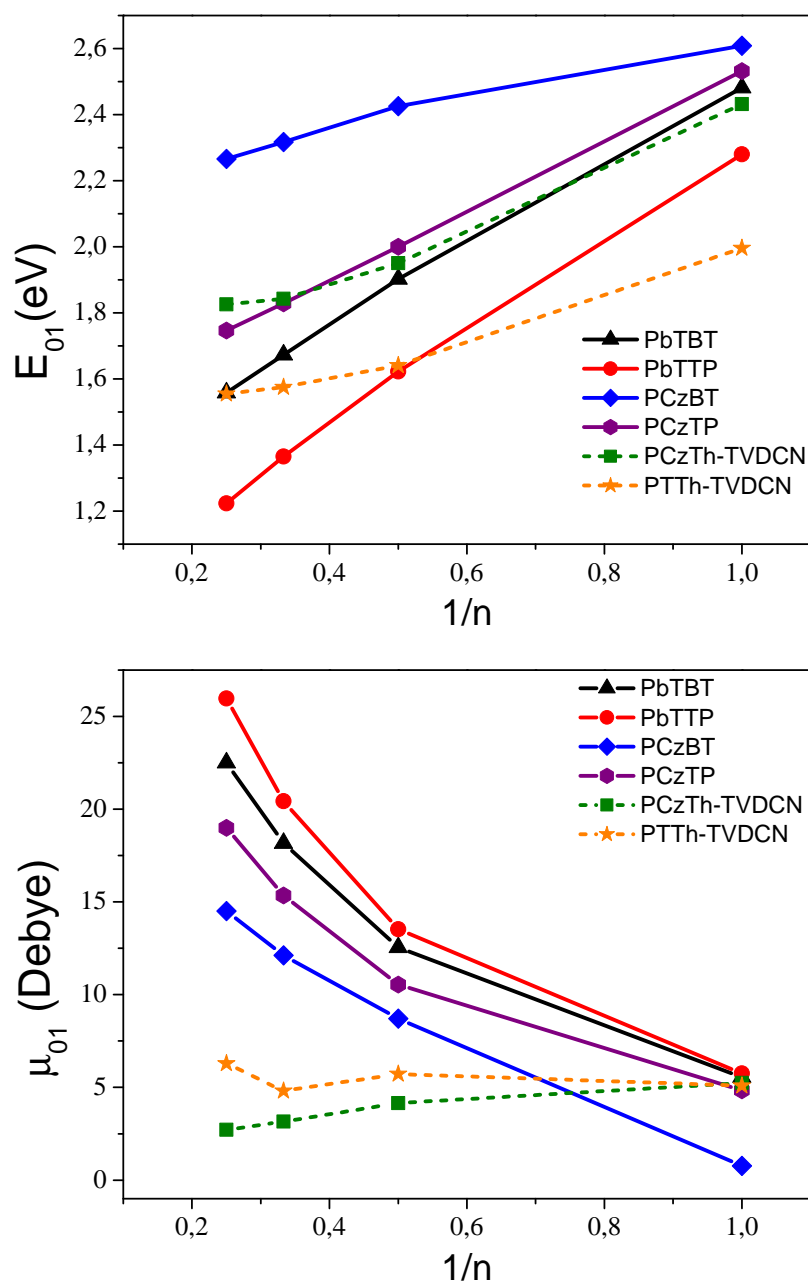 2,6
2,4
2,2
2,0
1,8
1,6
1,4
1,2
E01 (eV)
PbTBT
PbTTP
PCzBT
PCzTP
PCzTh-TVDCN
PTTh-TVDCN
0,2 0,4 0,6 0,8 1,0
1/n
25
20
15
10
5
0
μ01 (Debye)
PbTBT
PbTTP
PCzBT
PCzTP
PCzTh-TVDCN
PTTh-TVDCN
0,2 0,4 0,6 0,8 1,0
1/n